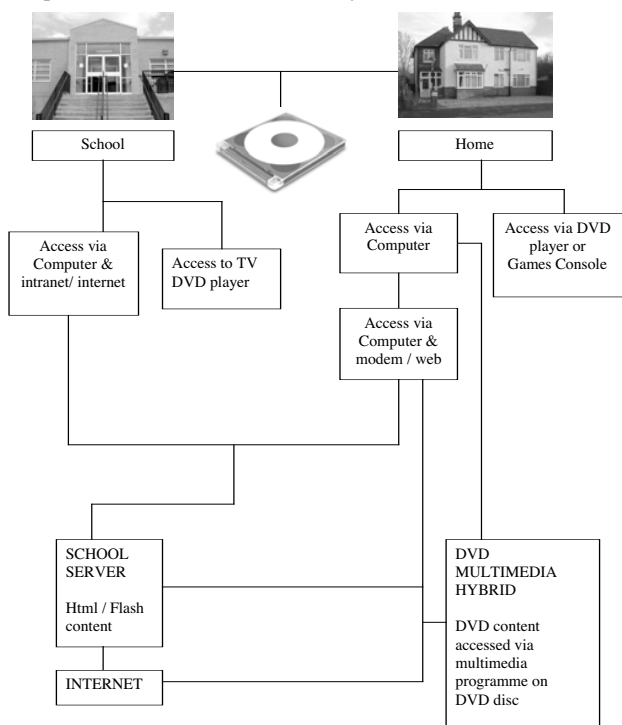 School
Home
Access via
Computer &
intranet/ internet
Access to TV
DVD player
Access via
Computer
Access via DVD
player or
Games Console
Access via
Computer &
modem / web
SCHOOL
SERVER
Html / Flash
content
INTERNET
DVD
MULTIMEDIA
HYBRID
DVD content
accessed via
multimedia
programme on
DVD disc